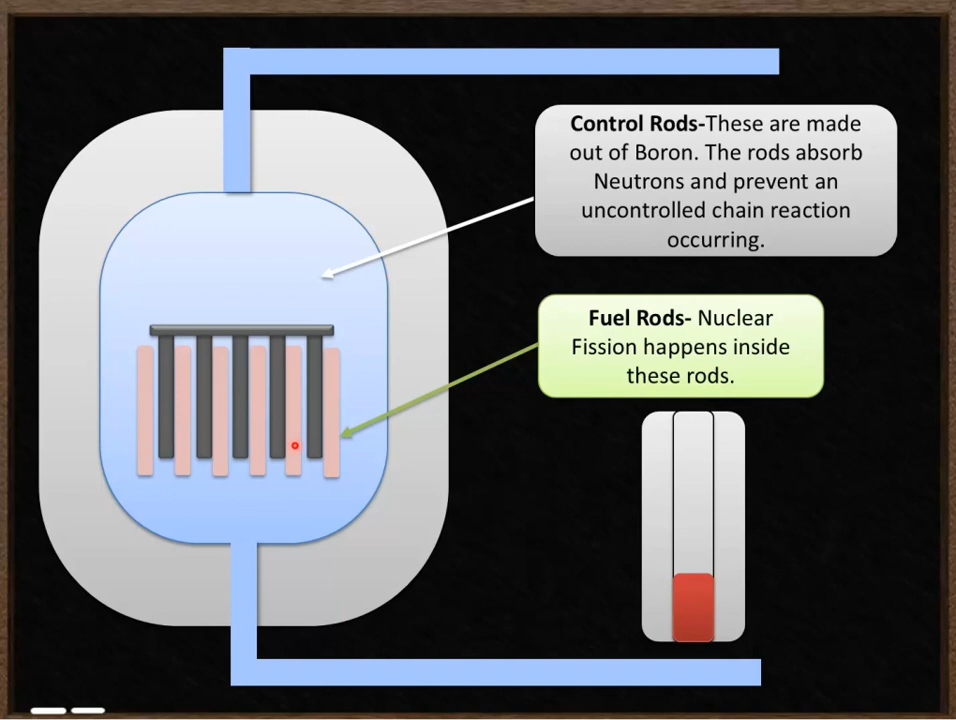 Control Rods-These are made
out of Boron. The rods absorb
Neutrons and prevent an
uncontrolled chain reaction
occurring.
Fuel Rods- Nuclear
Fission happens inside
these rods.